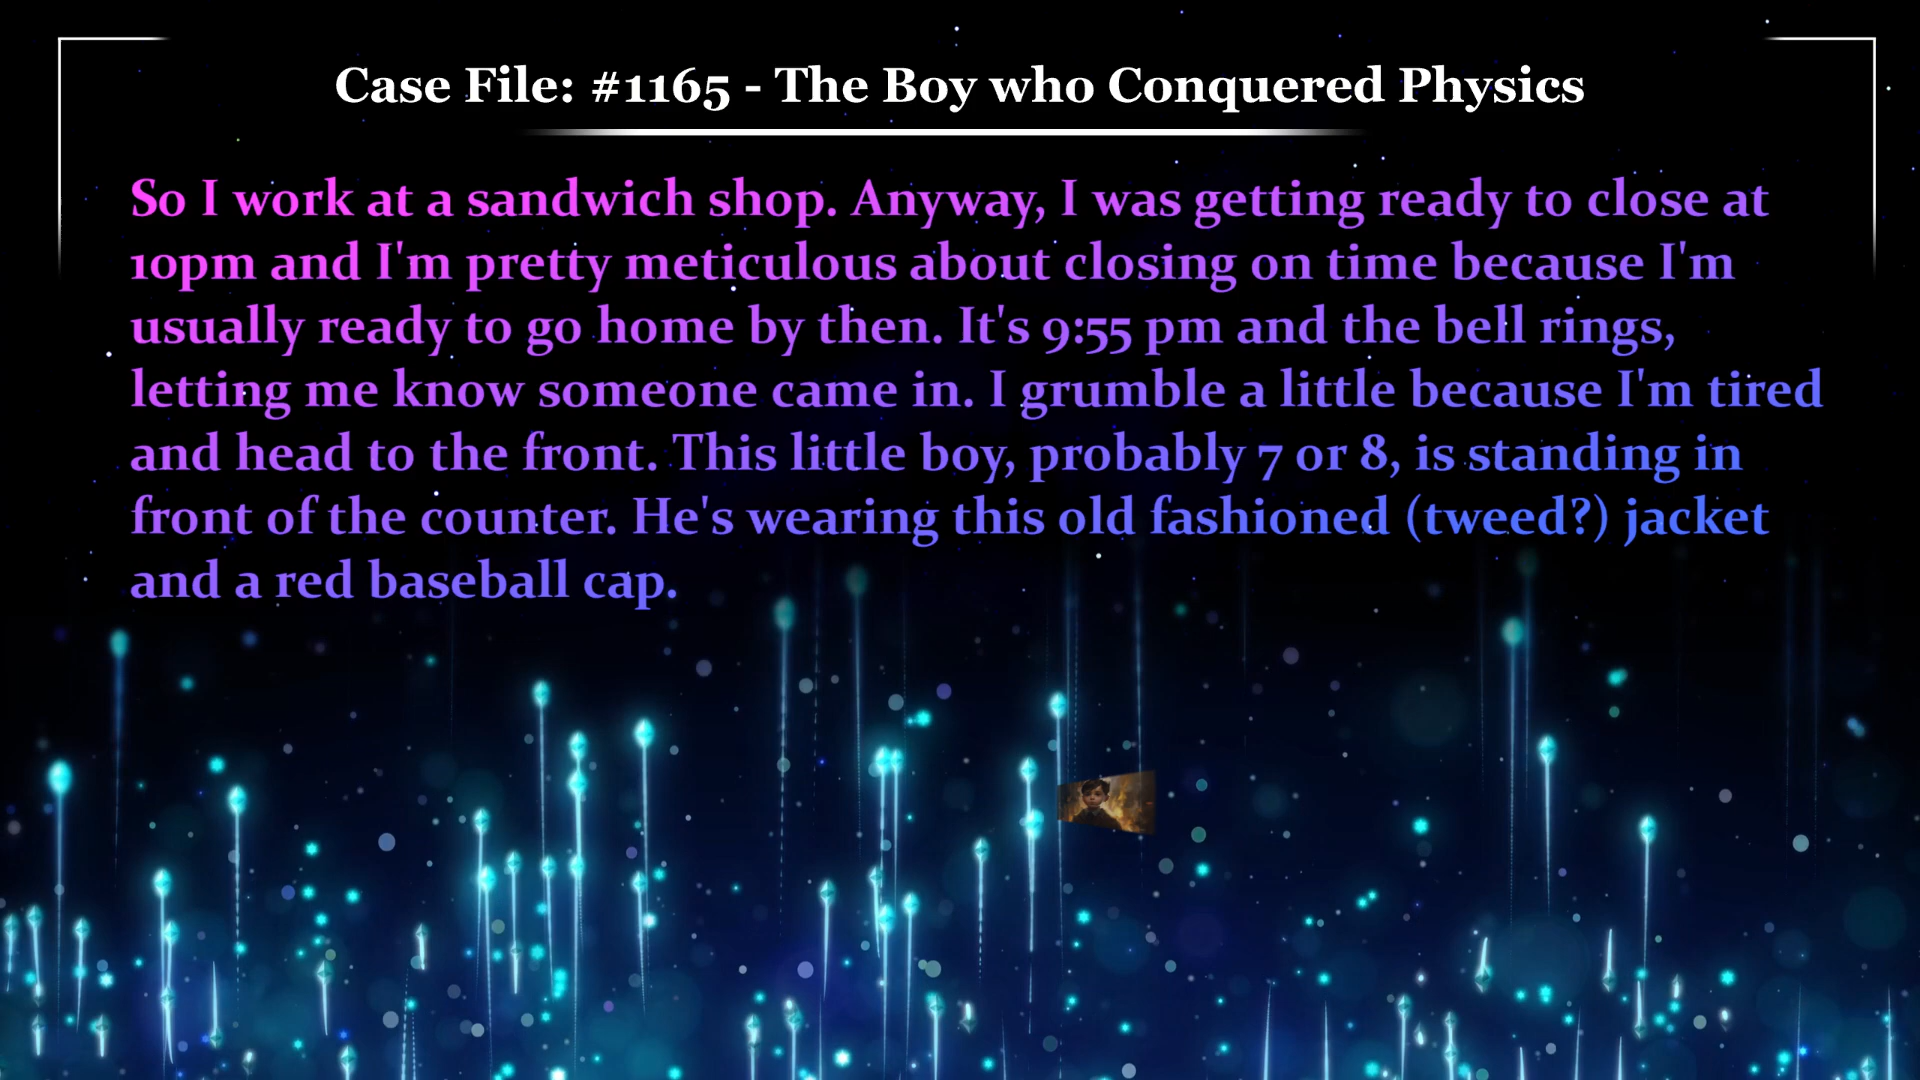 Case File: #1165 - The Boy who Conquered Physics
So I work at a sandwich shop. Anyway, I was getting ready to close at
10pm and I'm pretty meticulous about closing on time because I'm
usually ready to go home by then. It's 9:55 pm and the bell rings,
letting me know someone came in. I grumble a little because I'm tired
and head to the front. This little boy, probably 7 or 8, is standing in
front of the counter. He's wearing this old fashioned (tweed?) jacket
and a red baseball cap.